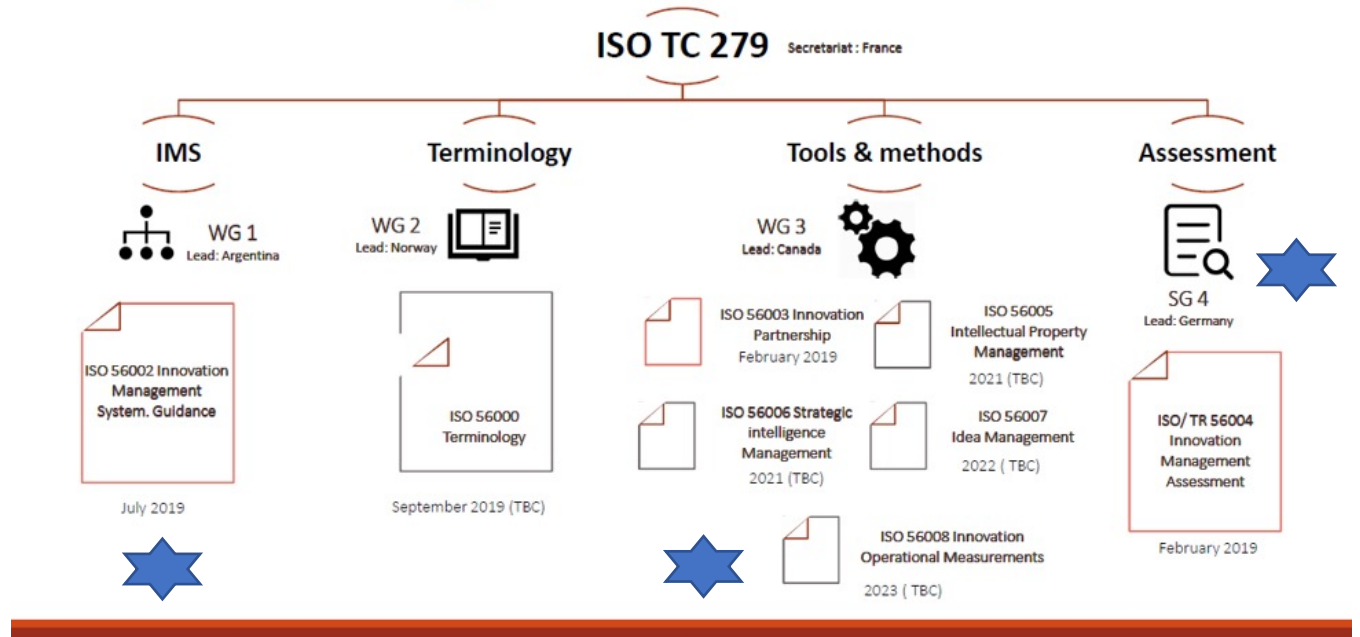 ISO TC 279
Secretariat : France
IMS
Terminology
Tools & methods
Assessment
WG 1
Lead: Argentina
WG 2
Lead: Norway
WG 3
Lead: Canada
SG 4
Lead: Germany
ISO 56002 Innovation
Management
System. Guidance
July 2019
ISO 56000
Terminology
September 2019 (TBC)
ISO 56003 Innovation
Partnership
February 2019
ISO 56005
Intellectual Property
Management
2021 (TBC)
ISO 56006 Strategic
intelligence
Management
2021 (TBC)
ISO 56007
Idea Management
2022 ( TBC)
ISO 56008 Innovation
Operational Measurements
2023 ( TBC)
ISO/ TR 56004
Innovation
Management
Assessment
February 2019